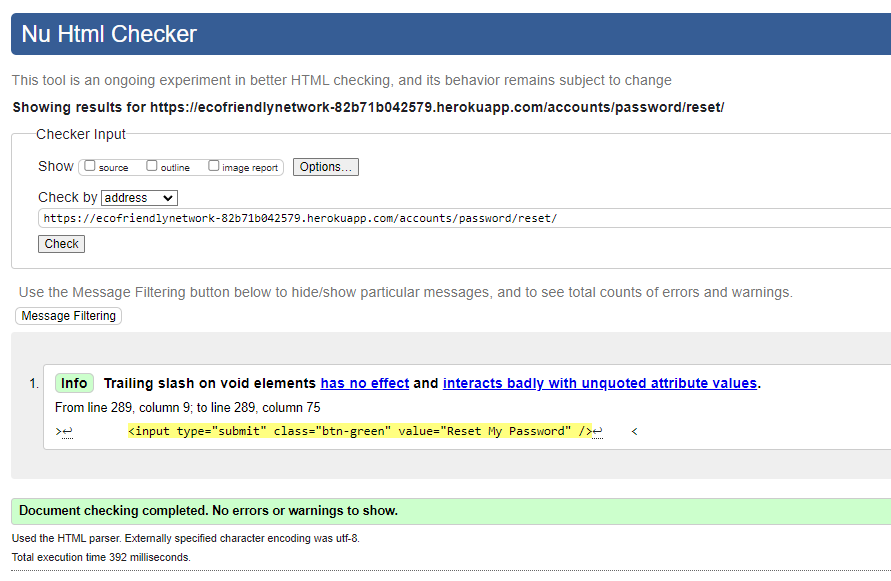 Nu Html Checker
This tool is an ongoing experiment in better HTML checking, and its behavior remains subject to change
Showing results for https://ecofriendlynetwork-82b71b042579.herokuapp.com/accounts/password/reset/
Checker Input
Show source outline image report Options...
Check by address
https://ecofriendlynetwork-82b71b042579.herokuapp.com/accounts/password/reset/
Check
Use the Message Filtering button below to hide/show particular messages, and to see total counts of errors and warnings.
Message Filtering
1. Info Trailing slash on void elements has no effect and interacts badly with unquoted attribute values.
From line 289, column 9; to line 289, column 75
>↩ <input type="submit" class="btn-green" value="Reset My Password" />↩ <
Document checking completed. No errors or warnings to show.
Used the HTML parser. Externally specified character encoding was utf-8.
Total execution time 392 milliseconds.